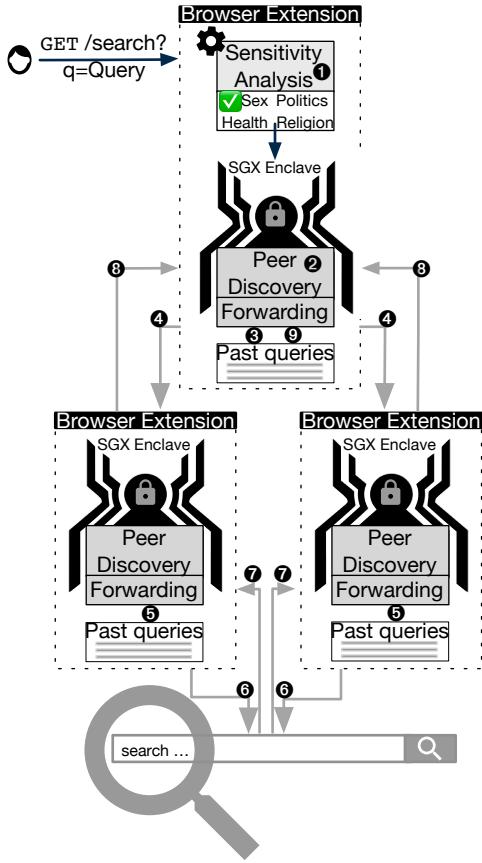 Browser Extension
GET /search?
q=Query
Sensitivity
Analysis❶
✅Sex Politics
Health Religion
SGX Enclave
Peer ❷
Discovery
Forwarding
❸ ❾
Past queries
❽
❽
❹
❹
Browser Extension
SGX Enclave
Peer
Discovery
Forwarding
❺
Past queries
Browser Extension
SGX Enclave
Peer
Discovery
Forwarding
❺
Past queries
❼ ❼
❻ ❻
search ...